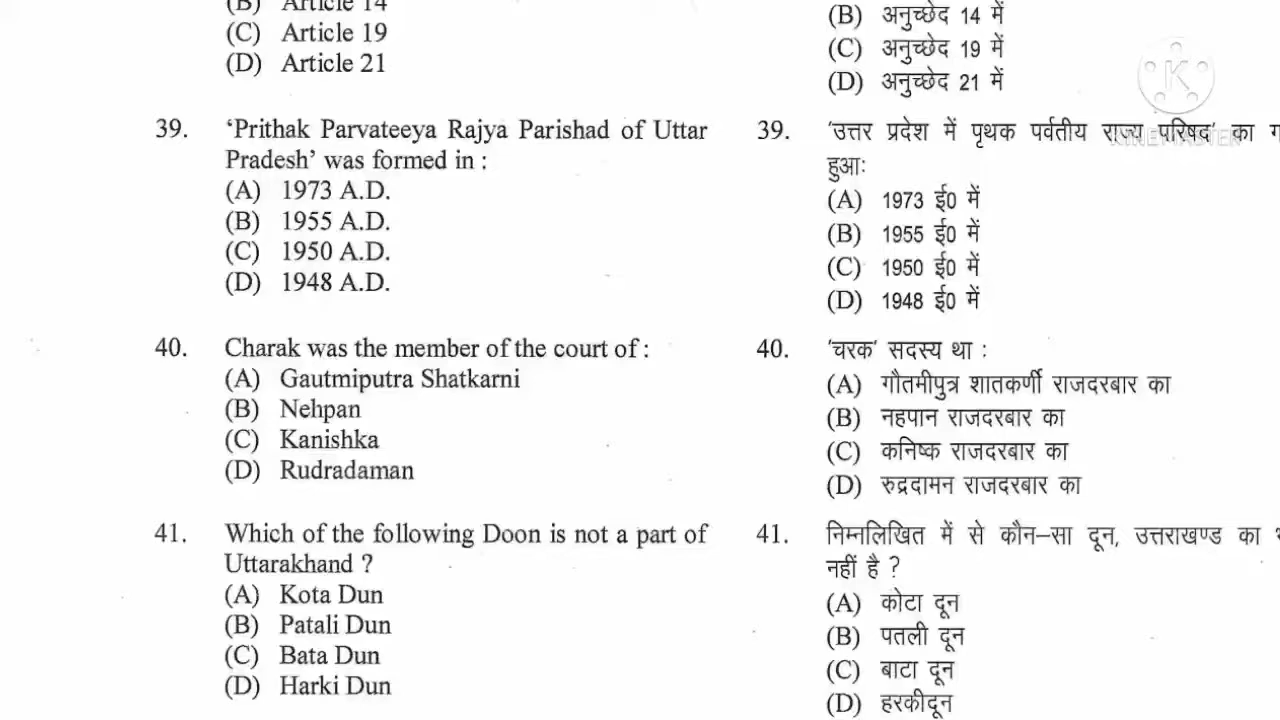 (B) Article 14
(C) Article 19
(D) Article 21
39. ‘Prithak Parvateeya Rajya Parishad of Uttar
Pradesh’ was formed in :
(A) 1973 A.D.
(B) 1955 A.D.
(C) 1950 A.D.
(D) 1948 A.D.
40. Charak was the member of the court of :
(A) Gautmiputra Shatkarni
(B) Nehpan
(C) Kanishka
(D) Rudradaman
41. Which of the following Doon is not a part of
Uttarakhand ?
(A) Kota Dun
(B) Patali Dun
(C) Bata Dun
(D) Harki Dun
(B) अनुच्छेद 14 में
(C) अनुच्छेद 19 में
(D) अनुच्छेद 21 में
39. ‘उत्तर प्रदेश में पृथक पर्वतीय राज्य परिषद’ का
हुआः
(A) 1973 ई0 में
(B) 1955 ई0 में
(C) 1950 ई0 में
(D) 1948 ई0 में
40. ‘चरक’ सदस्य था :
(A) गौतमीपुत्र शातकर्णी राजदरबार का
(B) नहपान राजदरबार का
(C) कनिष्क राजदरबार का
(D) रुद्रदामन राजदरबार का
41. निम्नलिखित में से कौन–सा दून, उत्तराखण्ड का
नहीं है ?
(A) कोटा दून
(B) पतली दून
(C) बाटा दून
(D) हरकीदून
K
KINEMASTER